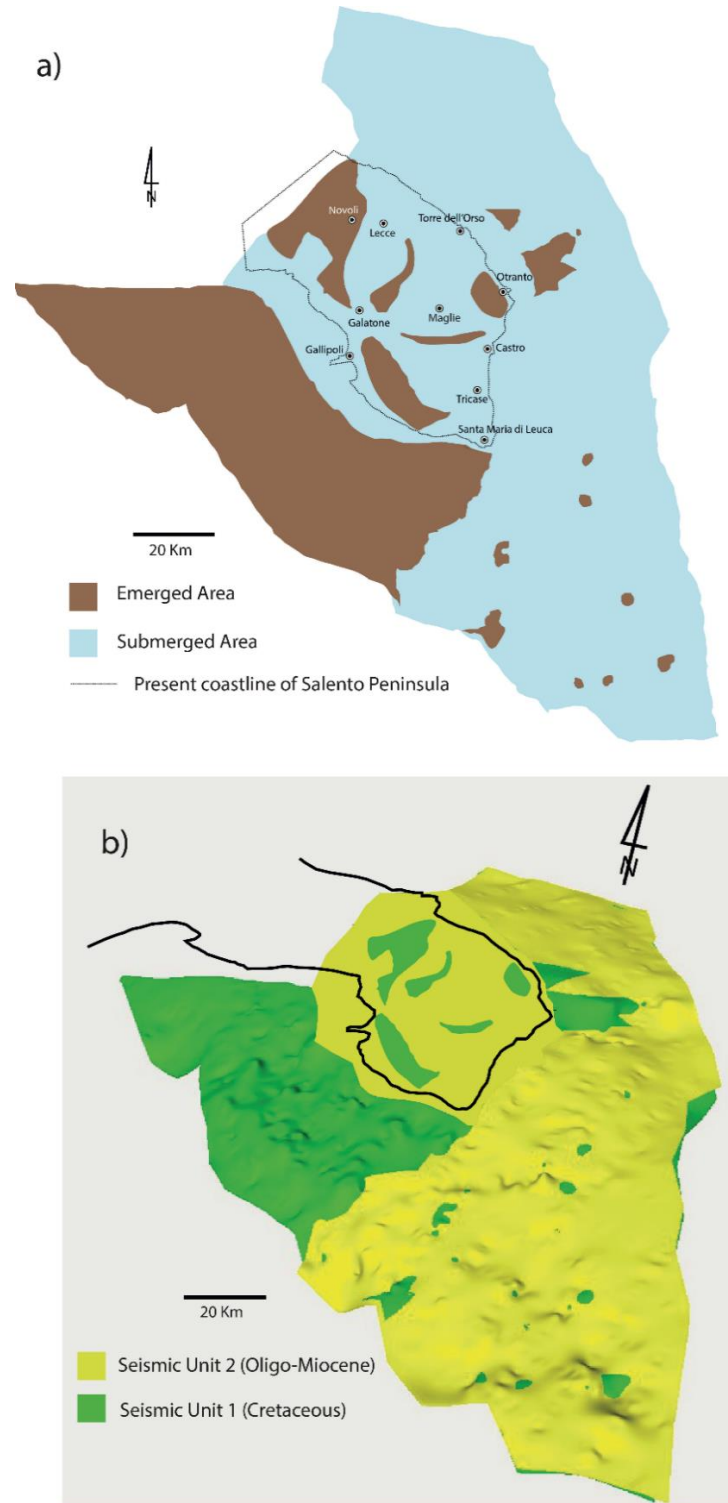 a)
N
Novoli
Lecce
Torre dell'Orso
Otranto
Galatone
Maglie
Gallipoli
Castro
Tricase
Santa Maria di Leuca
20 Km
Emerged Area
Submerged Area
Present coastline of Salento Peninsula
b)
N
20 Km
Seismic Unit 2 (Oligo-Miocene)
Seismic Unit 1 (Cretaceous)